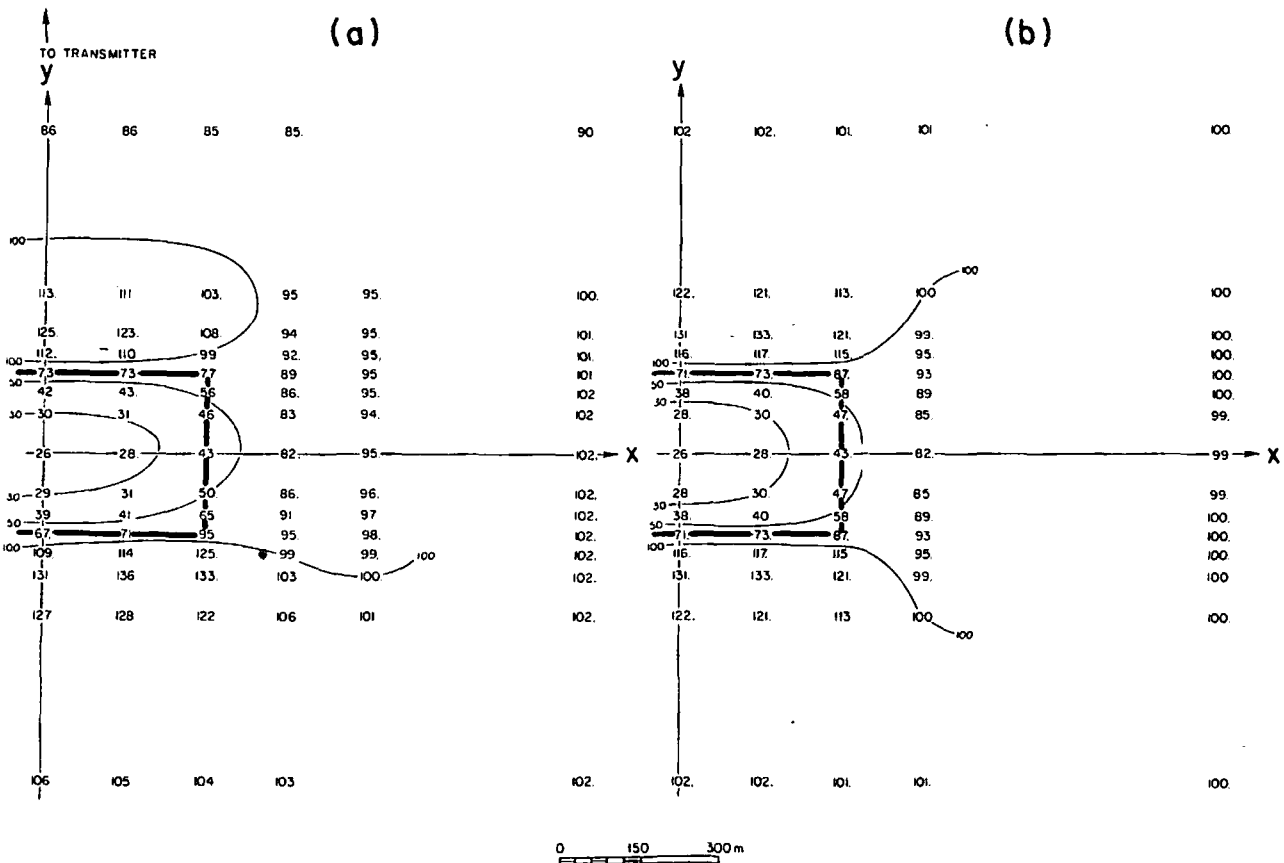 (a) (b)
TO TRANSMITTER
y y
86. 86 85 85. 90 102 102. 101. 101 100.
100
100
113. 111 103. 95 95. 100. 122. 121. 113. 100 100
125. 123. 108. 94 95. 101. 131 133. 121. 99. 100.
112. 110 99 92. 95. 101. 116. 117. 115. 95. 100.
100 100
73 73 77 89 95 101 71. 73. 87. 93 100.
50 50
42 43. 56 86. 95. 102 38 40. 58 89 100.
30 30
30 31 46 83 94. 102 28. 30 47. 85. 99.
26 28. 43 82. 95. 102. X 26 28. 43. 82. 99 X
29 31 50. 86. 96. 102. 28 30. 47. 85 99.
30 30
39 41 65 91 97 102. 38. 40 58 89. 100.
50 50
67. 71 95 95. 98. 102. 71. 73. 87. 93 100.
100 100
109. 114 125. 99 99. 102. 116. 117. 115 95. 100.
100
131 136 133. 103 100. 102. 131. 133. 121. 99. 100
127 128 122 106 101 102. 122. 121. 113 100. 100.
100
106 105 104 103 102. 102. 102. 101. 101. 100.
0 150 300 m